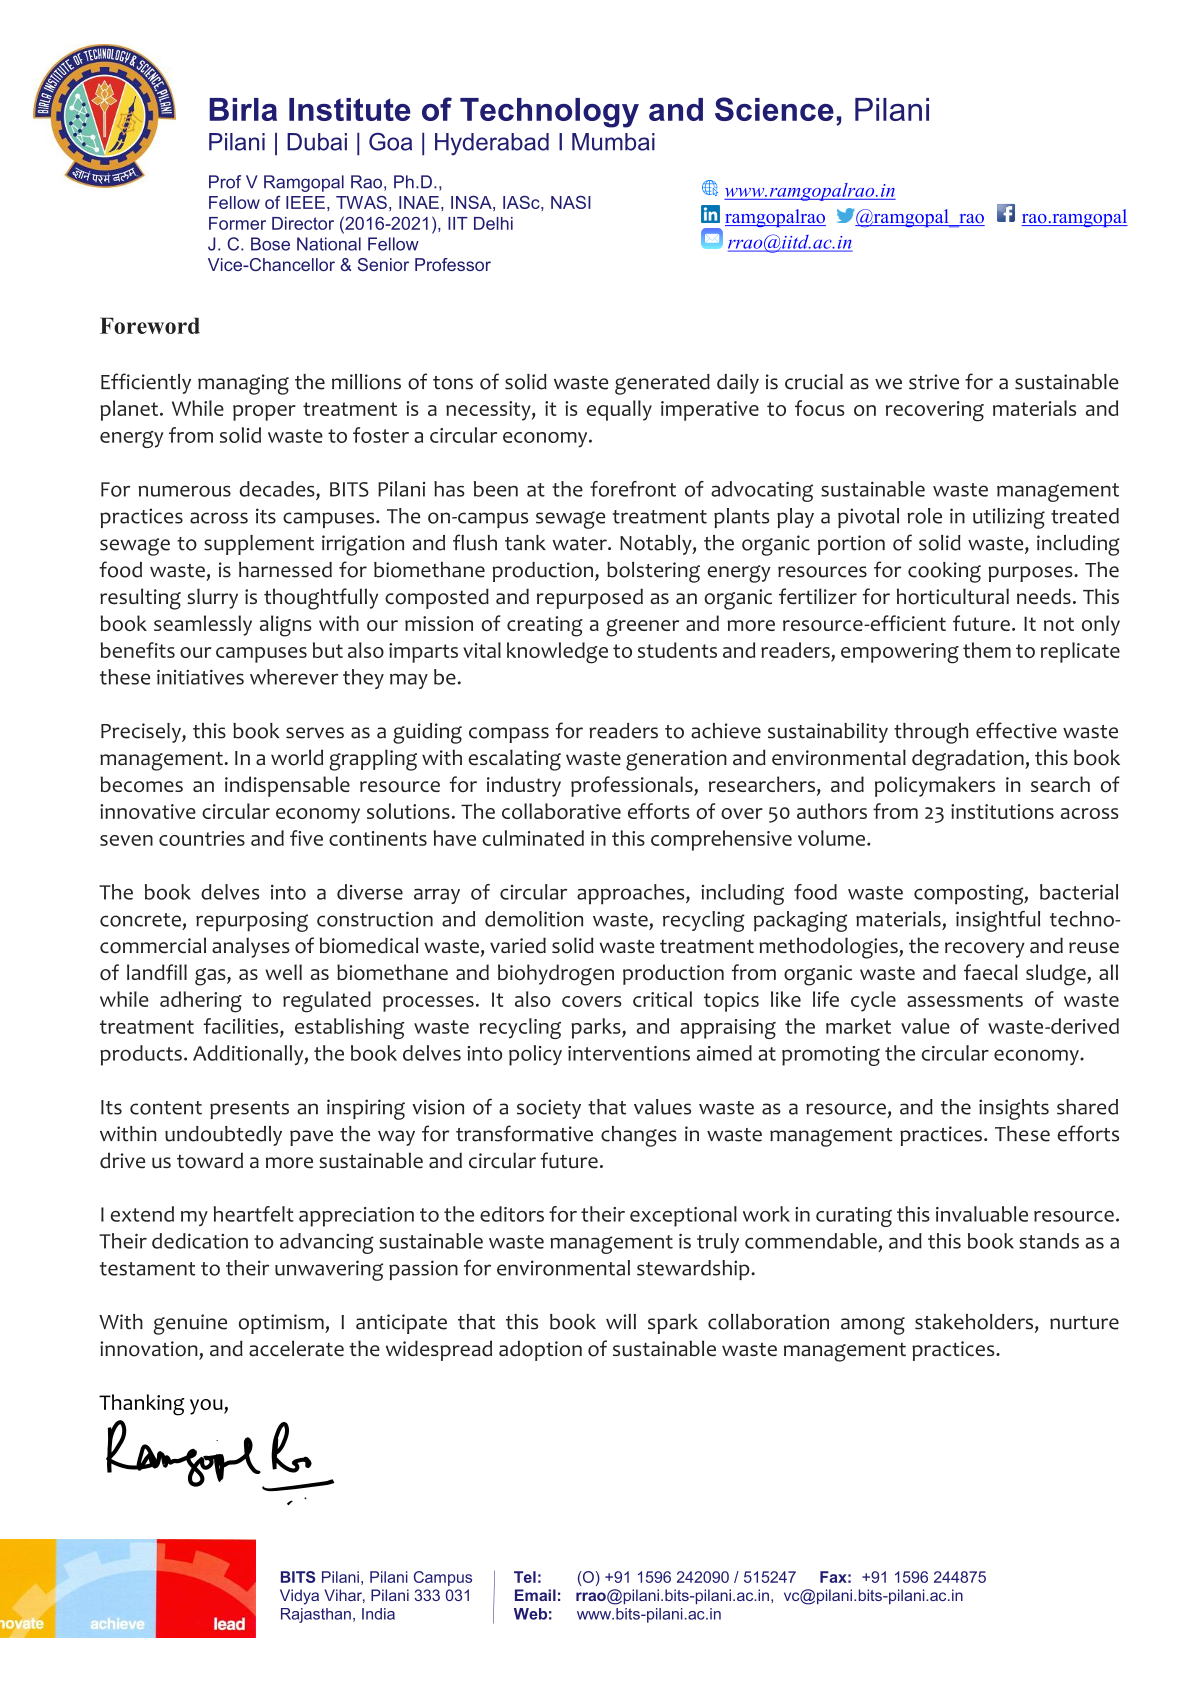 BIRLA INSTITUTE OF TECHNOLOGY & SCIENCE, PILANI
ज्ञानं परमं बलम्
Birla Institute of Technology and Science, Pilani
Pilani | Dubai | Goa | Hyderabad I Mumbai
Prof V Ramgopal Rao, Ph.D.,
Fellow of IEEE, TWAS, INAE, INSA, IASc, NASI
Former Director (2016-2021), IIT Delhi
J. C. Bose National Fellow
Vice-Chancellor & Senior Professor
www.ramgopalrao.in
in ramgopalrao @ramgopal_rao f rao.ramgopal
rrao@iitd.ac.in
Foreword
Efficiently managing the millions of tons of solid waste generated daily is crucial as we strive for a sustainable
planet. While proper treatment is a necessity, it is equally imperative to focus on recovering materials and
energy from solid waste to foster a circular economy.
For numerous decades, BITS Pilani has been at the forefront of advocating sustainable waste management
practices across its campuses. The on-campus sewage treatment plants play a pivotal role in utilizing treated
sewage to supplement irrigation and flush tank water. Notably, the organic portion of solid waste, including
food waste, is harnessed for biomethane production, bolstering energy resources for cooking purposes. The
resulting slurry is thoughtfully composted and repurposed as an organic fertilizer for horticultural needs. This
book seamlessly aligns with our mission of creating a greener and more resource-efficient future. It not only
benefits our campuses but also imparts vital knowledge to students and readers, empowering them to replicate
these initiatives wherever they may be.
Precisely, this book serves as a guiding compass for readers to achieve sustainability through effective waste
management. In a world grappling with escalating waste generation and environmental degradation, this book
becomes an indispensable resource for industry professionals, researchers, and policymakers in search of
innovative circular economy solutions. The collaborative efforts of over 50 authors from 23 institutions across
seven countries and five continents have culminated in this comprehensive volume.
The book delves into a diverse array of circular approaches, including food waste composting, bacterial
concrete, repurposing construction and demolition waste, recycling packaging materials, insightful techno-
commercial analyses of biomedical waste, varied solid waste treatment methodologies, the recovery and reuse
of landfill gas, as well as biomethane and biohydrogen production from organic waste and faecal sludge, all
while adhering to regulated processes. It also covers critical topics like life cycle assessments of waste
treatment facilities, establishing waste recycling parks, and appraising the market value of waste-derived
products. Additionally, the book delves into policy interventions aimed at promoting the circular economy.
Its content presents an inspiring vision of a society that values waste as a resource, and the insights shared
within undoubtedly pave the way for transformative changes in waste management practices. These efforts
drive us toward a more sustainable and circular future.
I extend my heartfelt appreciation to the editors for their exceptional work in curating this invaluable resource.
Their dedication to advancing sustainable waste management is truly commendable, and this book stands as a
testament to their unwavering passion for environmental stewardship.
With genuine optimism, I anticipate that this book will spark collaboration among stakeholders, nurture
innovation, and accelerate the widespread adoption of sustainable waste management practices.
Thanking you,
Ramgopal Rao
novate achieve lead
BITS Pilani, Pilani Campus
Vidya Vihar, Pilani 333 031
Rajasthan, India
Tel: (O) +91 1596 242090 / 515247 Fax: +91 1596 244875
Email: rrao@pilani.bits-pilani.ac.in, vc@pilani.bits-pilani.ac.in
Web: www.bits-pilani.ac.in